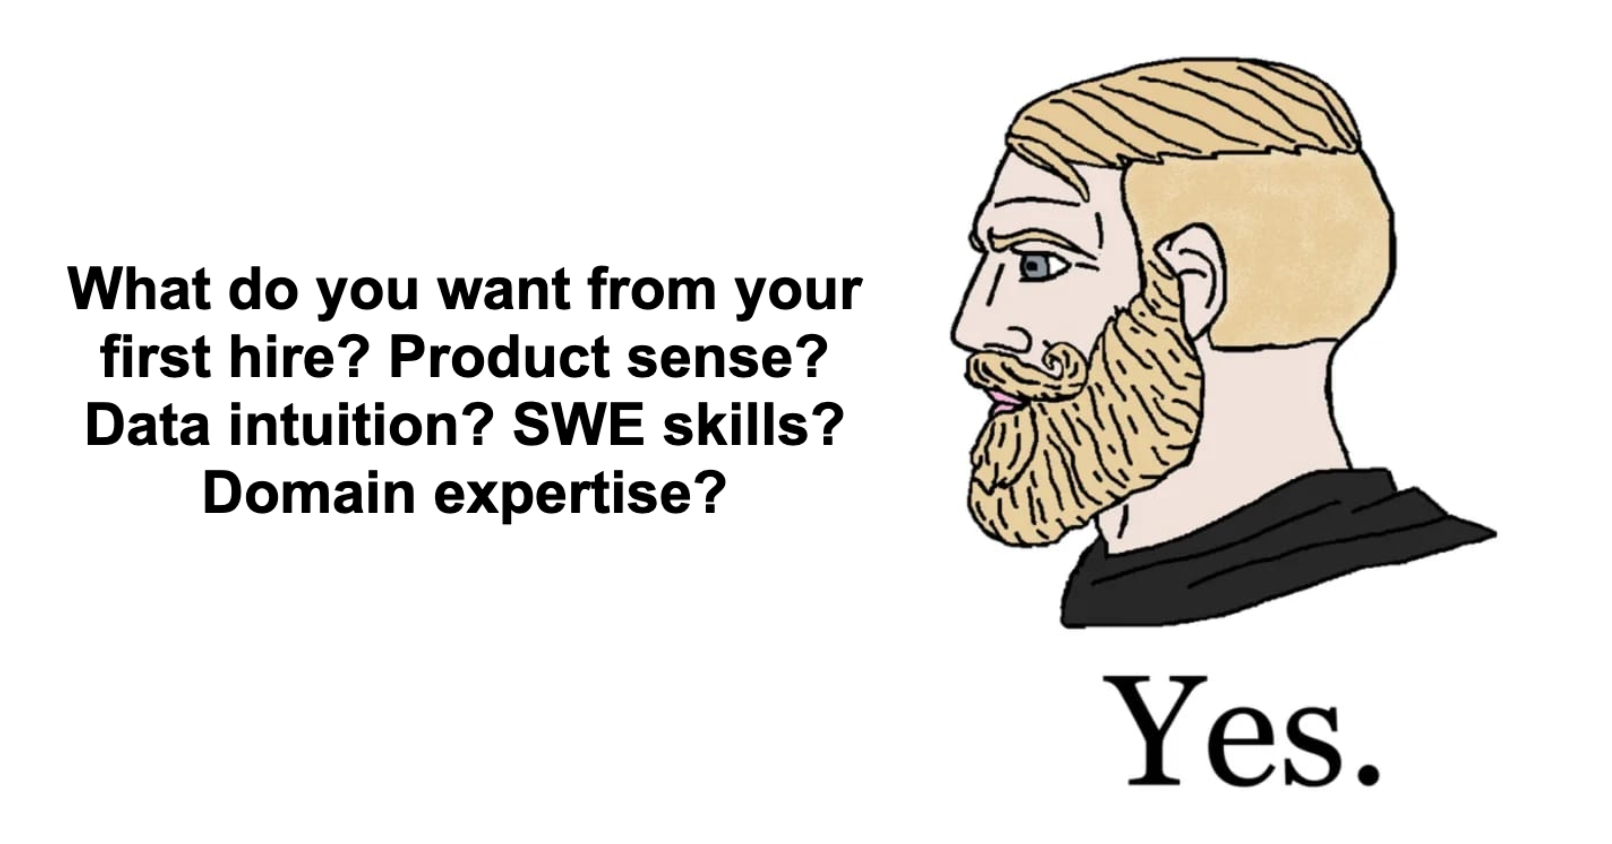 What do you want from your
first hire? Product sense?
Data intuition? SWE skills?
Domain expertise?
Yes.